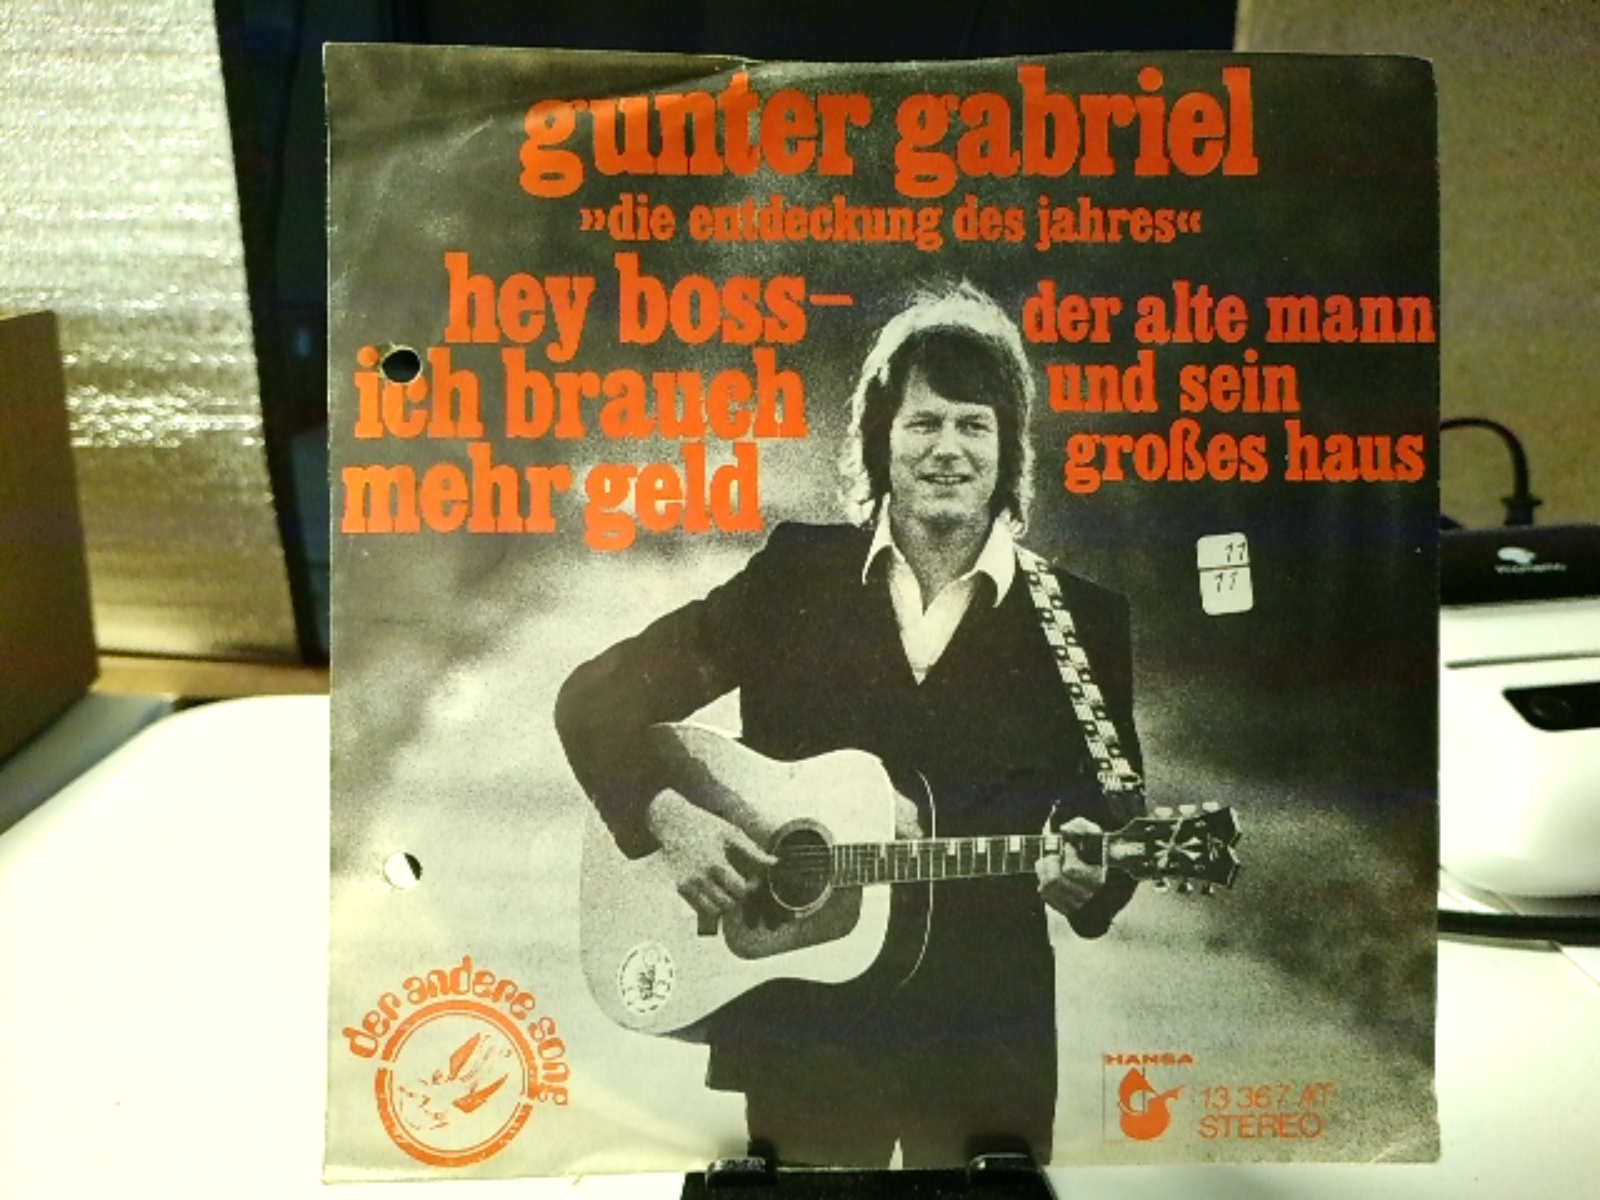 gunter gabriel
»die entdeckung des jahres«
hey boss-
ich brauch
mehr geld
der alte mann
und sein
großes haus
11
11
der andere song
HANSA
13 367 AT
STEREO